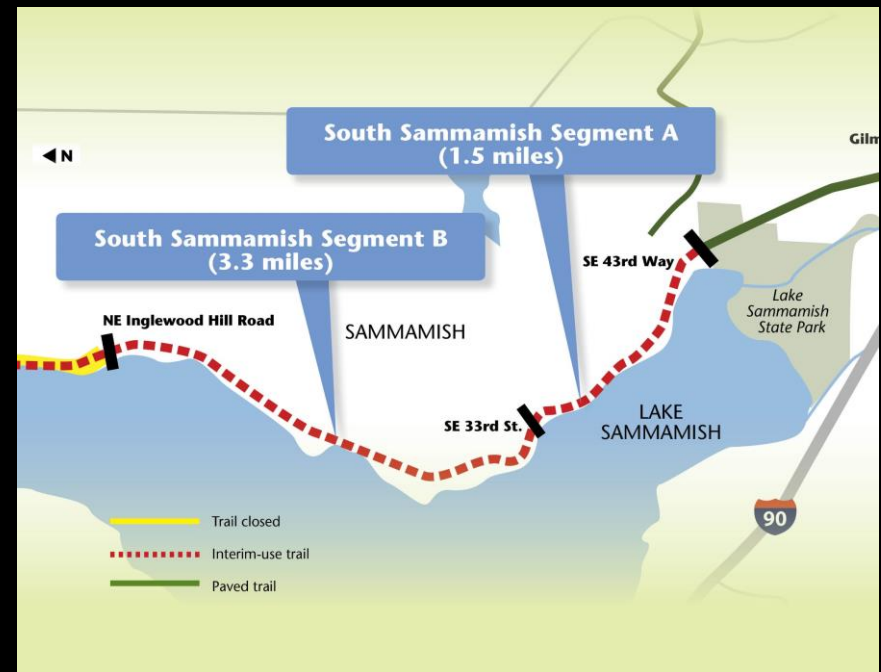 South Sammamish Segment A
(1.5 miles)
N
Gilm
South Sammamish Segment B
(3.3 miles)
SE 43rd Way
Lake
Sammamish
State Park
NE Inglewood Hill Road
SAMMAMISH
SE 33rd St.
LAKE
SAMMAMISH
90
Trail closed
Interim-use trail
Paved trail